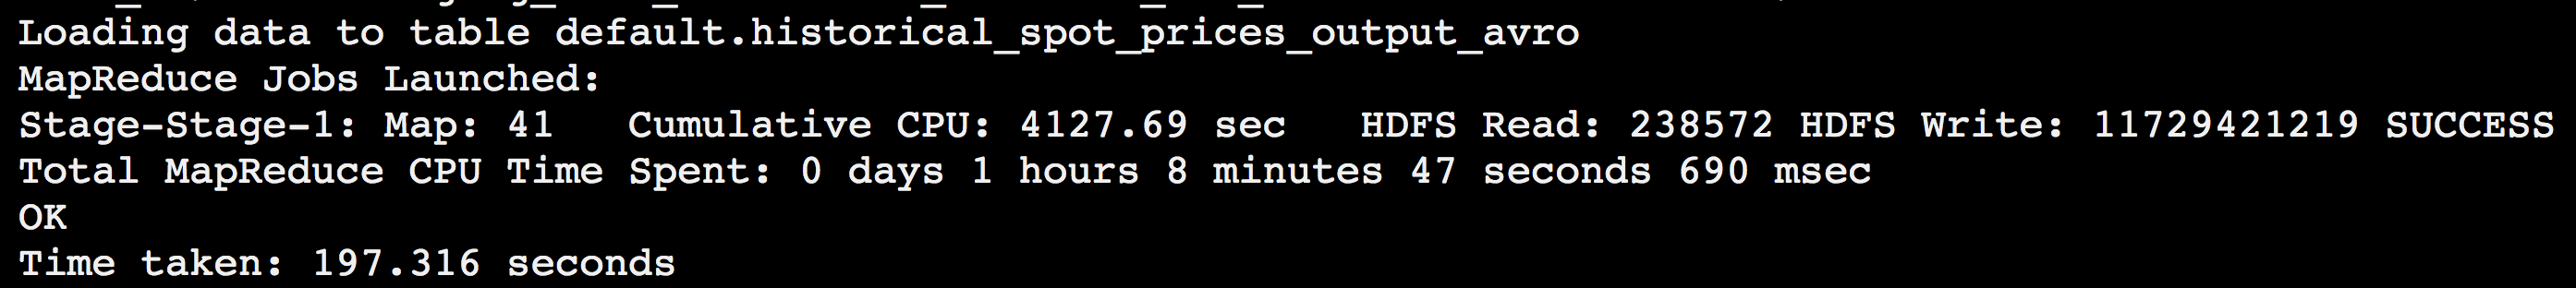 Loading data to table default.historical_spot_prices_output_avro
MapReduce Jobs Launched:
Stage-Stage-1: Map: 41   Cumulative CPU: 4127.69 sec   HDFS Read: 238572 HDFS Write: 11729421219 SUCCESS
Total MapReduce CPU Time Spent: 0 days 1 hours 8 minutes 47 seconds 690 msec
OK
Time taken: 197.316 seconds